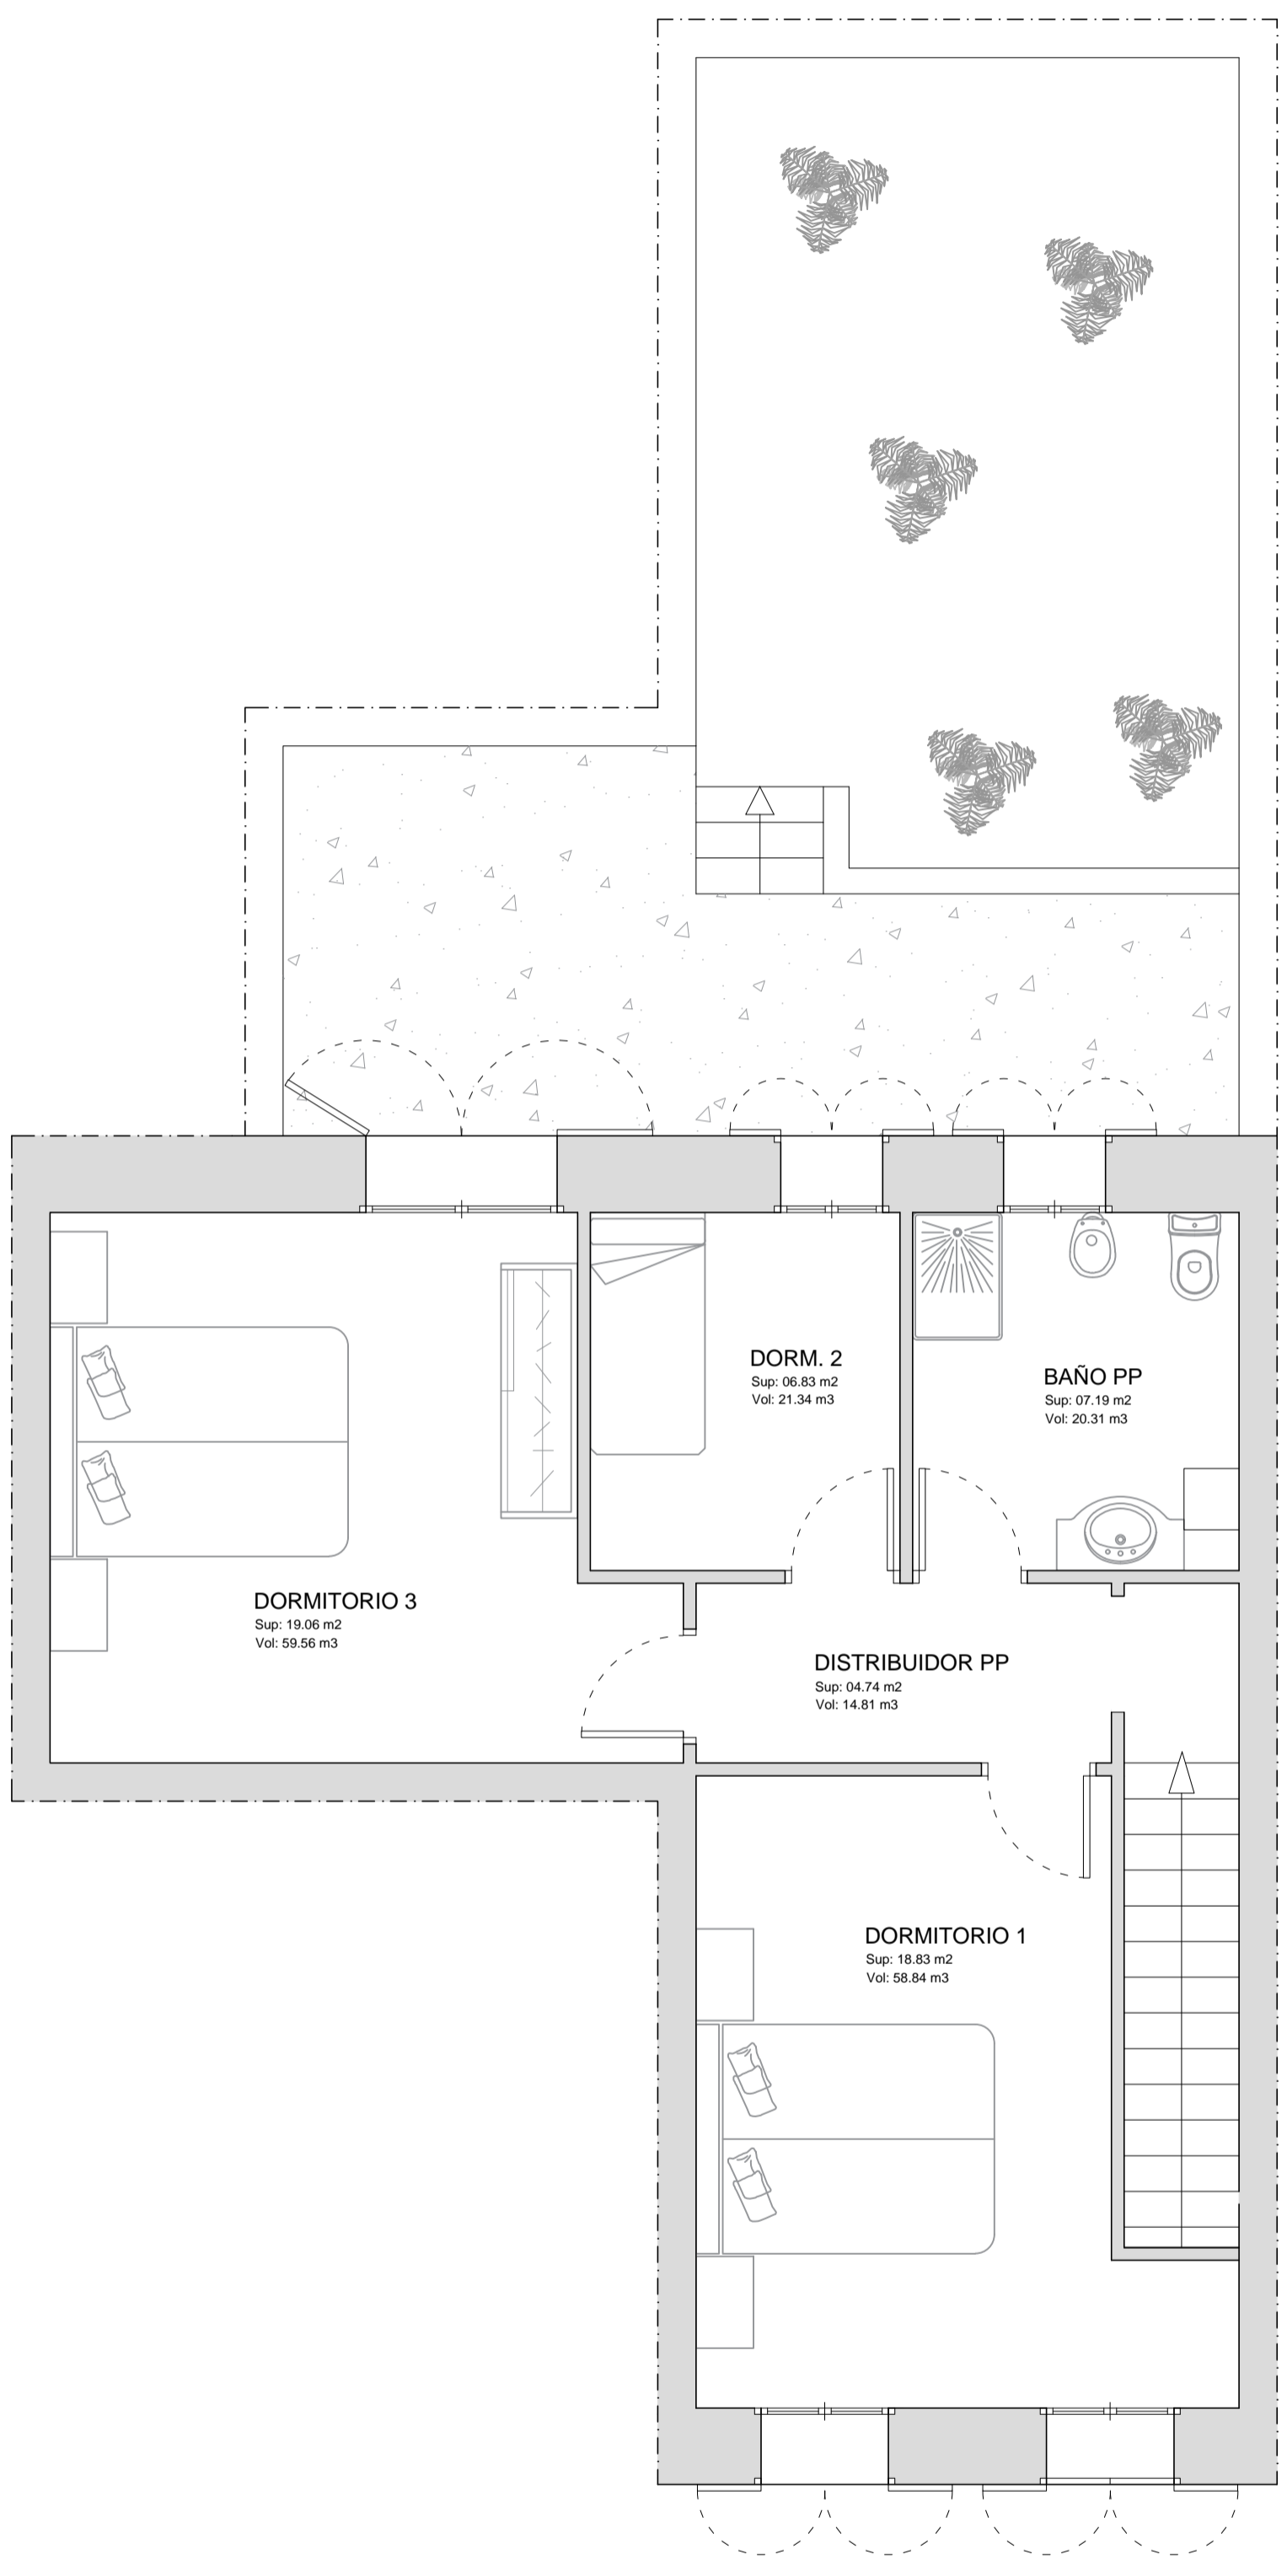 DORM. 2
Sup: 06.83 m2
Vol: 21.34 m3
BAÑO PP
Sup: 07.19 m2
Vol: 20.31 m3
DORMITORIO 3
Sup: 19.06 m2
Vol: 59.56 m3
DISTRIBUIDOR PP
Sup: 04.74 m2
Vol: 14.81 m3
DORMITORIO 1
Sup: 18.83 m2
Vol: 58.84 m3